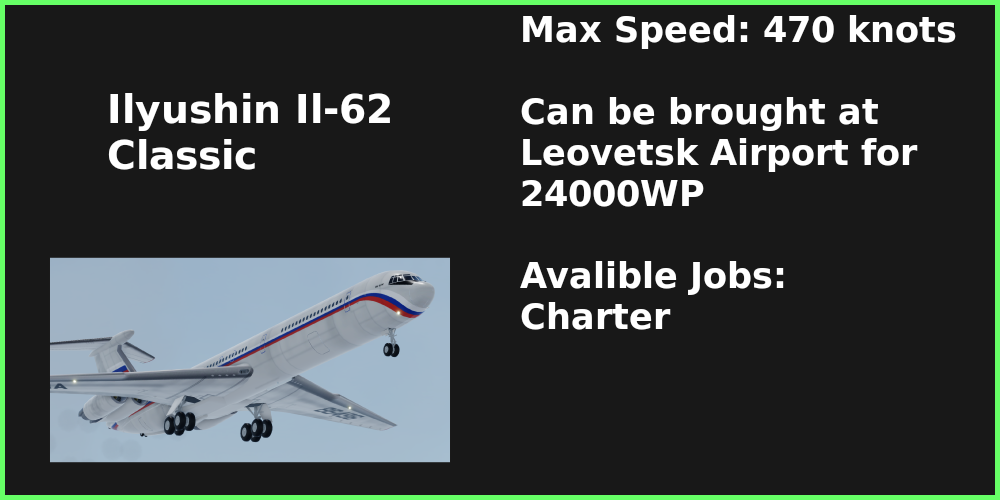 Ilyushin Il-62
Classic
Max Speed: 470 knots
Can be brought at
Leovetsk Airport for
24000WP
Avalible Jobs:
Charter